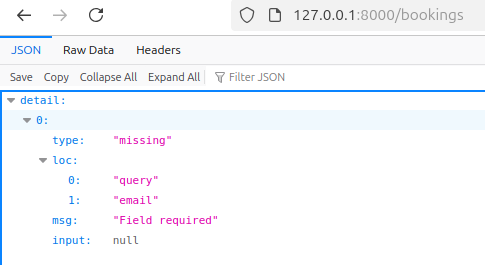 127.0.0.1:8000/bookings
JSON Raw Data Headers
Save Copy Collapse All Expand All Filter JSON
detail:
0:
type: "missing"
loc:
0: "query"
1: "email"
msg: "Field required"
input: null